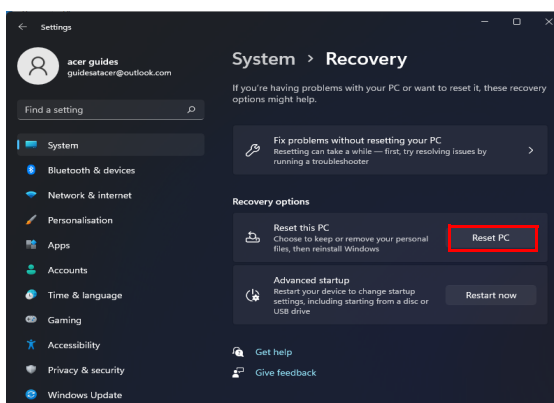 Settings
acer guides
guidesatacer@outlook.com
Find a setting
System
Bluetooth & devices
Network & internet
Personalisation
Apps
Accounts
Time & language
Gaming
Accessibility
Privacy & security
Windows Update
System > Recovery
If you're having problems with your PC or want to reset it, these recovery
options might help.
Fix problems without resetting your PC
Resetting can take a while — first, try resolving issues by
running a troubleshooter
Recovery options
Reset this PC
Choose to keep or remove your personal
files, then reinstall Windows
Reset PC
Advanced startup
Restart your device to change startup
settings, including starting from a disc or
USB drive
Restart now
Get help
Give feedback